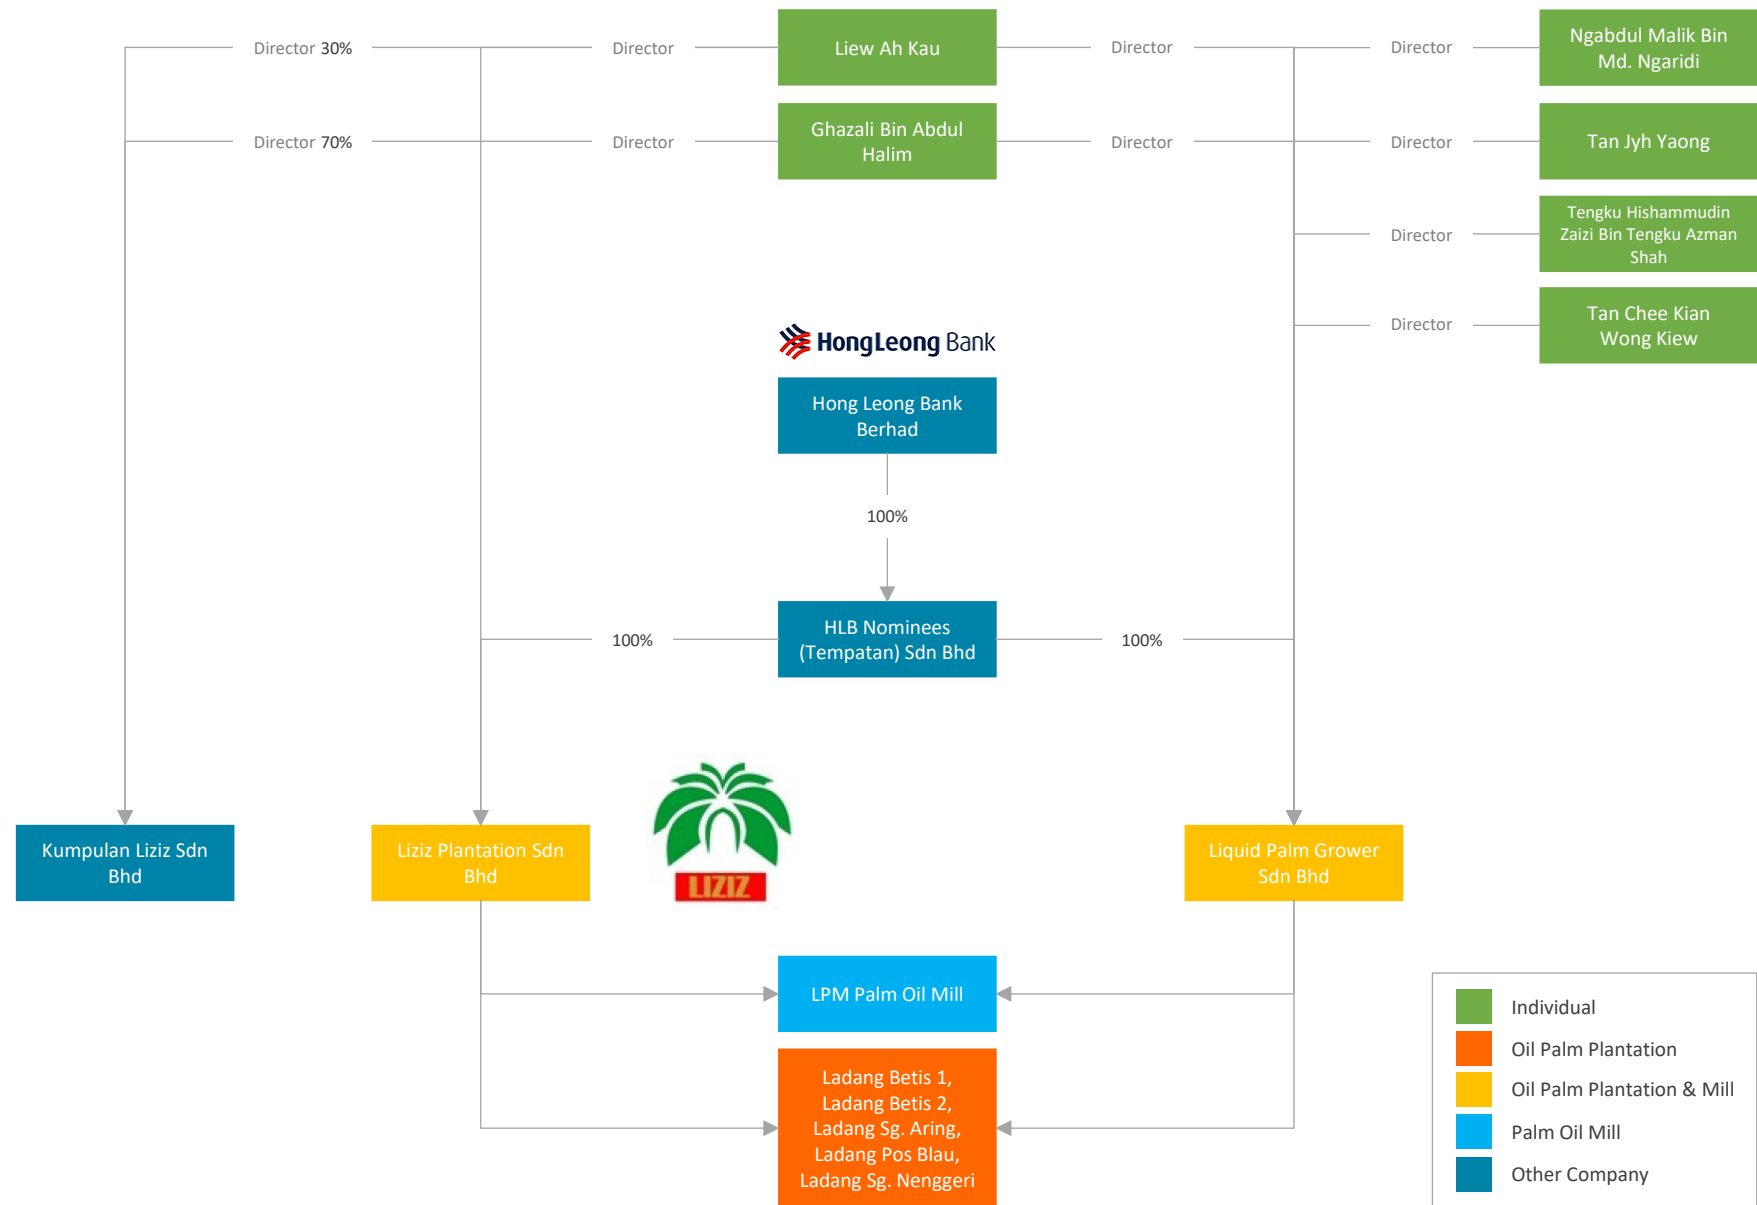 Director 30%
Director
Liew Ah Kau
Director
Director
Ngabdul Malik Bin
Md. Ngaridi
Director 70%
Director
Ghazali Bin Abdul
Halim
Director
Director
Tan Jyh Yaong
Director
Tengku Hishammudin
Zaizi Bin Tengku Azman
Shah
Director
Tan Chee Kian
Wong Kiew
HongLeong Bank
Hong Leong Bank
Berhad
100%
100%
HLB Nominees
(Tempatan) Sdn Bhd
100%
Kumpulan Liziz Sdn
Bhd
Liziz Plantation Sdn
Bhd
LIZIZ
Liquid Palm Grower
Sdn Bhd
LPM Palm Oil Mill
Ladang Betis 1,
Ladang Betis 2,
Ladang Sg. Aring,
Ladang Pos Blau,
Ladang Sg. Nenggeri
Individual
Oil Palm Plantation
Oil Palm Plantation & Mill
Palm Oil Mill
Other Company